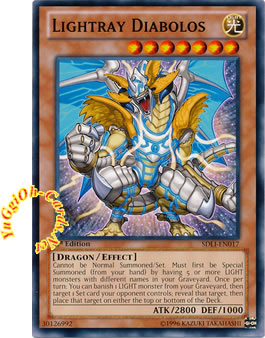 LIGHTRAY DIABOLOS
光
YuGiOh-Cards.Net
Edition
SDLI-EN017
[DRAGON / EFFECT]
Cannot be Normal Summoned/Set. Must first be Special
Summoned (from your hand) by having 5 or more LIGHT
monsters with different names in your Graveyard. Once per
turn: You can banish 1 LIGHT monster from your Graveyard, then
target 1 Set card your opponent controls; reveal that target, then
place that target on either the top or bottom of the Deck.
ATK/2800 DEF/1000
30126992
©1996 KAZUKI TAKAHASHI